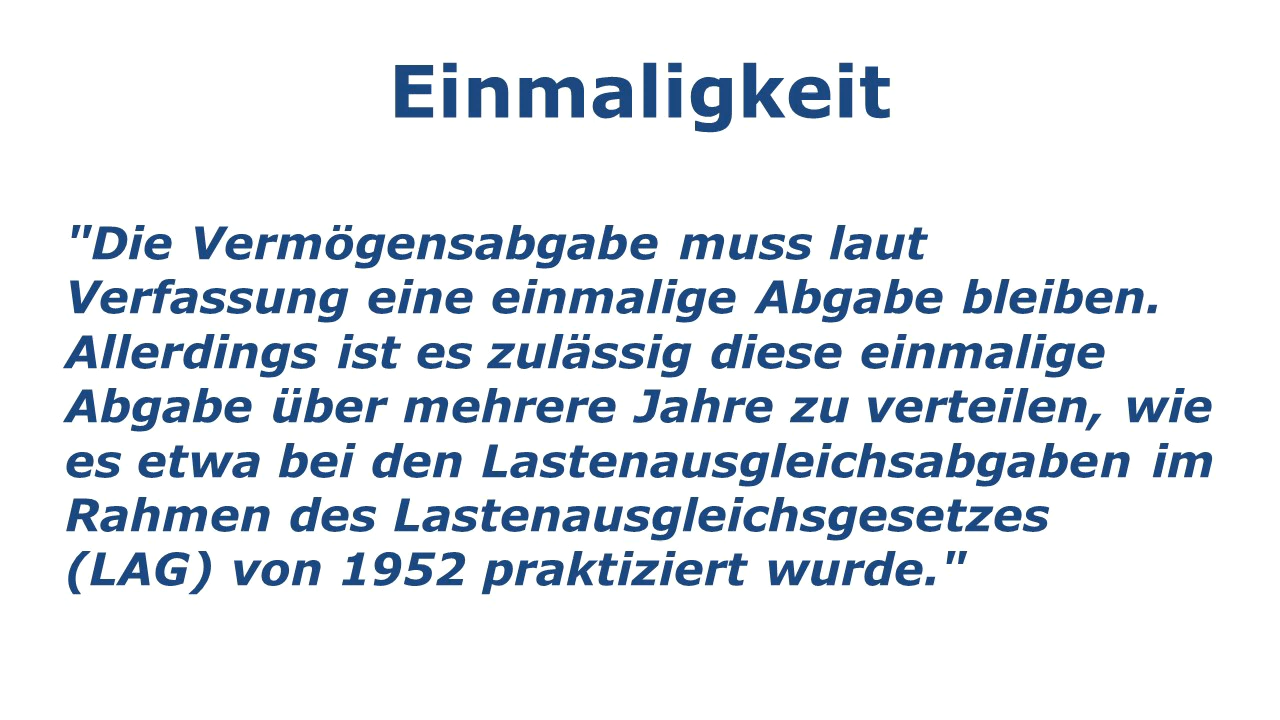 Einmaligkeit
"Die Vermögensabgabe muss laut
Verfassung eine einmalige Abgabe bleiben.
Allerdings ist es zulässig diese einmalige
Abgabe über mehrere Jahre zu verteilen, wie
es etwa bei den Lastenausgleichsabgaben im
Rahmen des Lastenausgleichsgesetzes
(LAG) von 1952 praktiziert wurde."